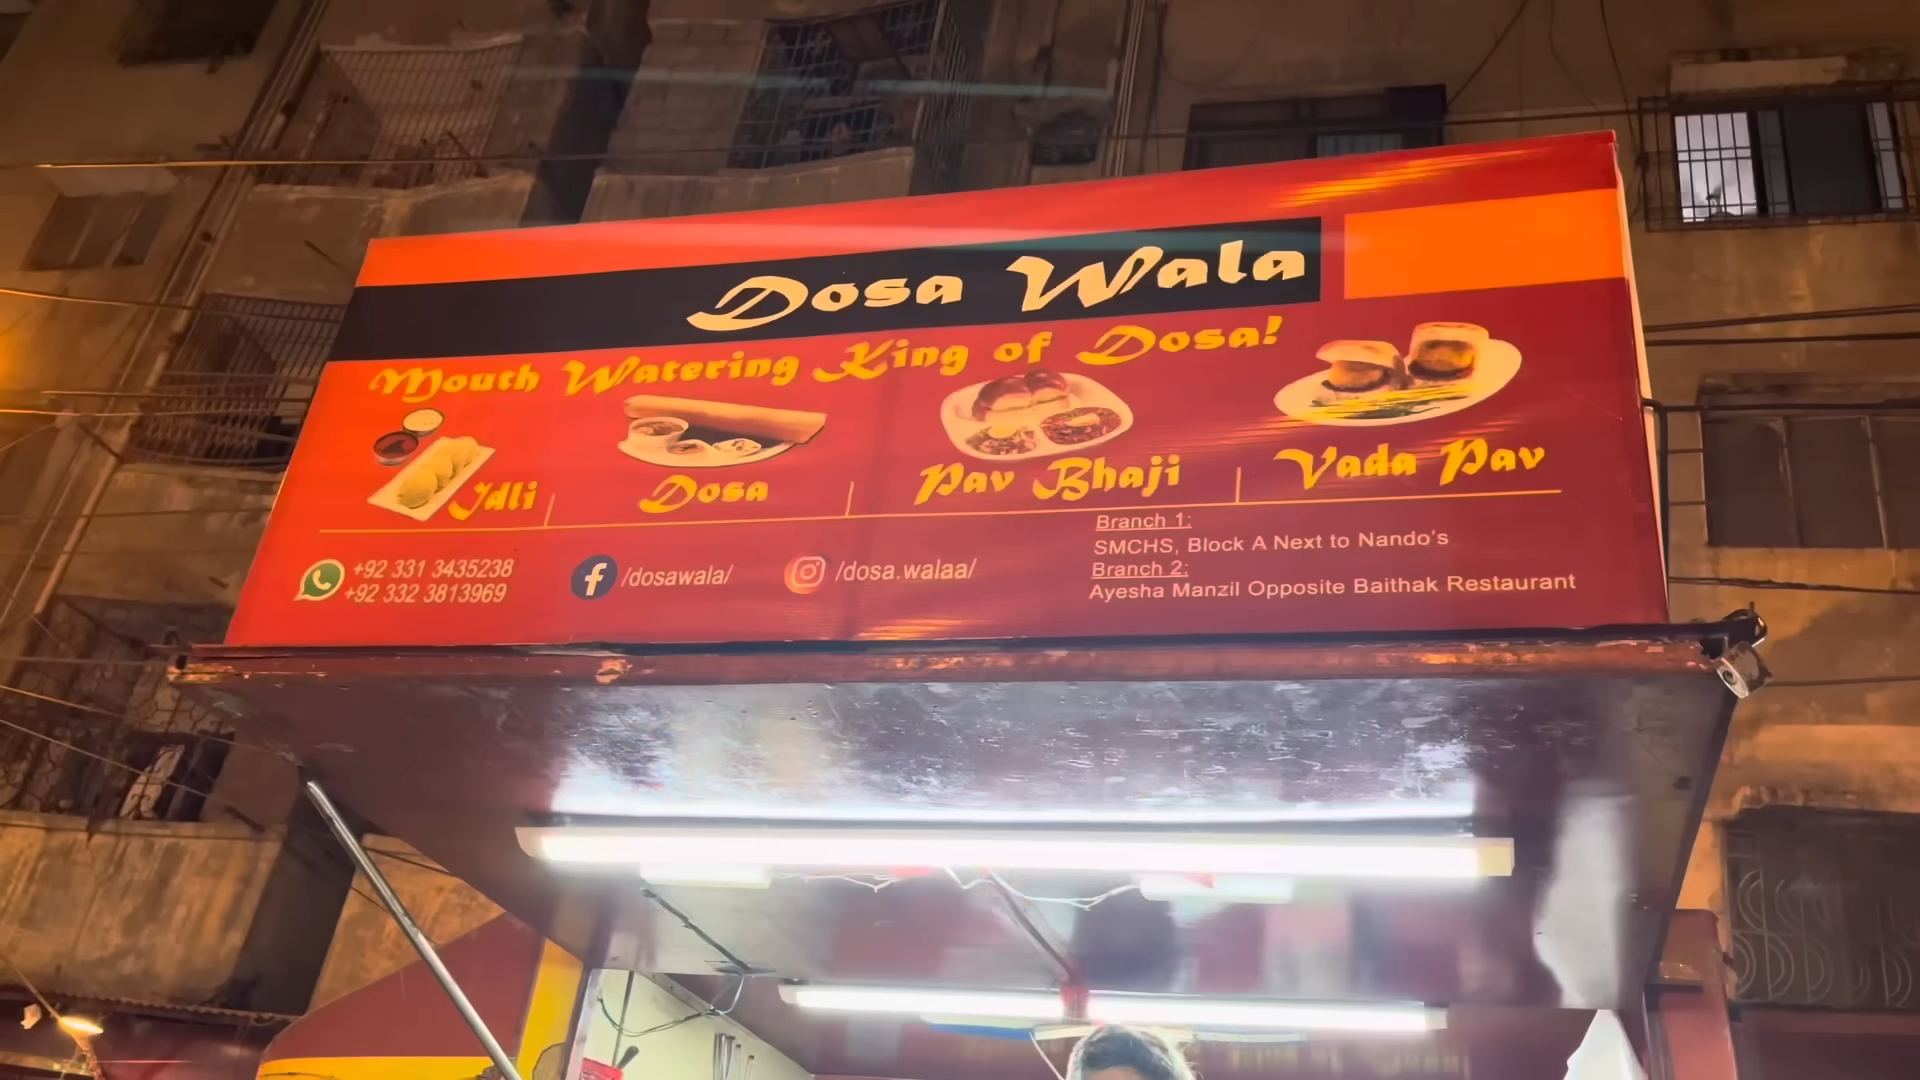 Dosa Wala
Mouth Watering King of Dosa!
Idli
Dosa
Pav Bhaji
Vada Pav
+92 331 3435238
+92 332 3813969
/dosawala/
/dosa.walaa/
Branch 1:
SMCHS, Block A Next to Nando's
Branch 2:
Ayesha Manzil Opposite Baithak Restaurant